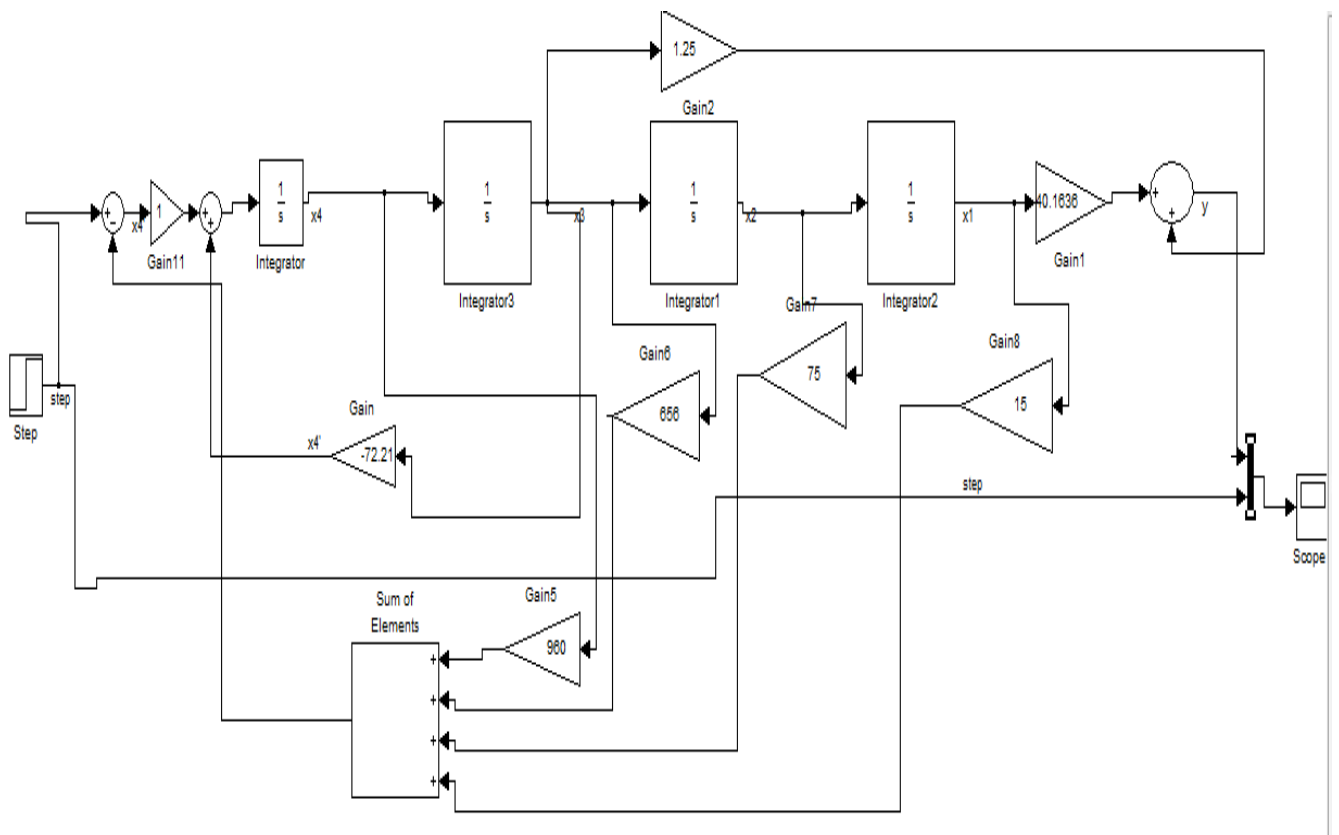 1.25
Gain2
+
−
x4
1
Gain11
+
+
1
s
x4
Integrator
1
s
x3
Integrator3
1
s
x2
Integrator1
1
s
x1
Integrator2
40.1636
Gain1
+
+
y
Gain7
Gain6
Gain8
656
75
15
step
Step
Gain
x4'
-72.21
step
Scope
Gain5
960
Sum of
Elements
+
+
+
+